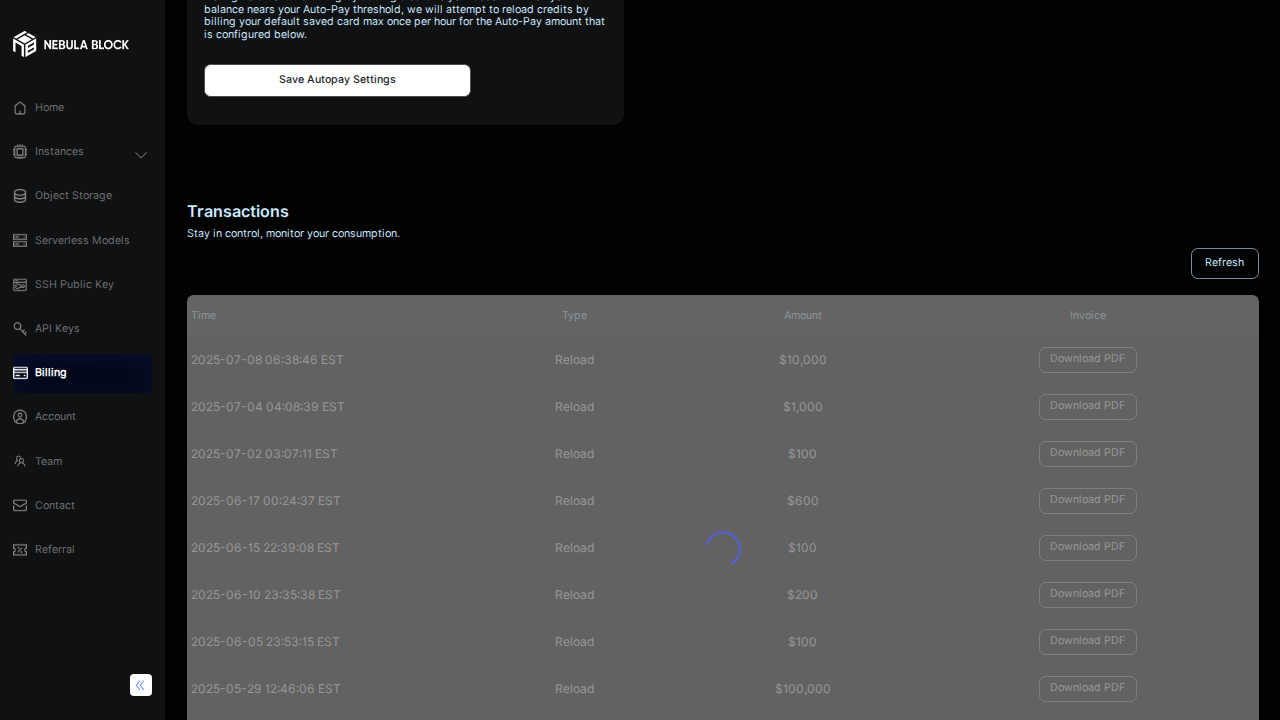 balance nears your Auto-Pay threshold, we will attempt to reload credits by
billing your default saved card max once per hour for the Auto-Pay amount that
is configured below.
Save Autopay Settings
NEBULA BLOCK
Home
Instances
Object Storage
Serverless Models
SSH Public Key
API Keys
Billing
Account
Team
Contact
Referral
Transactions
Stay in control, monitor your consumption.
Refresh
Time Type Amount Invoice
2025-07-08 06:38:46 EST Reload $10,000 Download PDF
2025-07-04 04:08:39 EST Reload $1,000 Download PDF
2025-07-02 03:07:11 EST Reload $100 Download PDF
2025-06-17 00:24:37 EST Reload $600 Download PDF
2025-06-15 22:39:08 EST Reload $100 Download PDF
2025-06-10 23:35:38 EST Reload $200 Download PDF
2025-06-05 23:53:15 EST Reload $100 Download PDF
2025-05-29 12:46:06 EST Reload $100,000 Download PDF